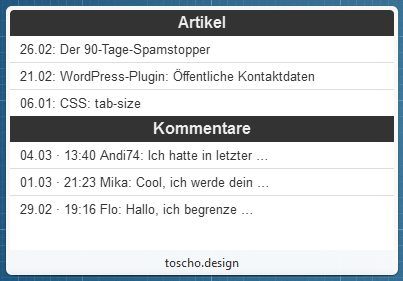 Artikel
26.02: Der 90-Tage-Spamstopper
21.02: WordPress-Plugin: Öffentliche Kontaktdaten
06.01: CSS: tab-size
Kommentare
04.03 · 13:40 Andi74: Ich hatte in letzter …
01.03 · 21:23 Mika: Cool, ich werde dein …
29.02 · 19:16 Flo: Hallo, ich begrenze …
toscho.design